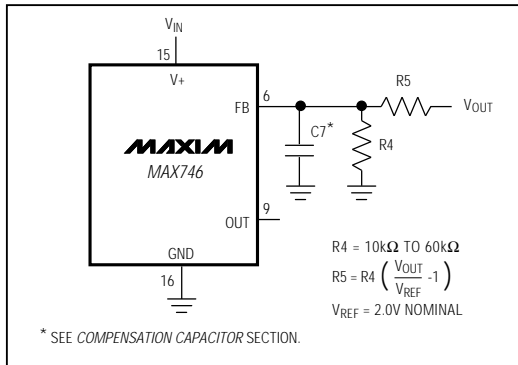 VIN
15
V+
6
FB
R5
VOUT
C7*
R4
MAXIM
MAX746
9
OUT
GND
16
R4 = 10kΩ TO 60kΩ
R5 = R4 ( VOUT / VREF -1 )
VREF = 2.0V NOMINAL
* SEE COMPENSATION CAPACITOR SECTION.